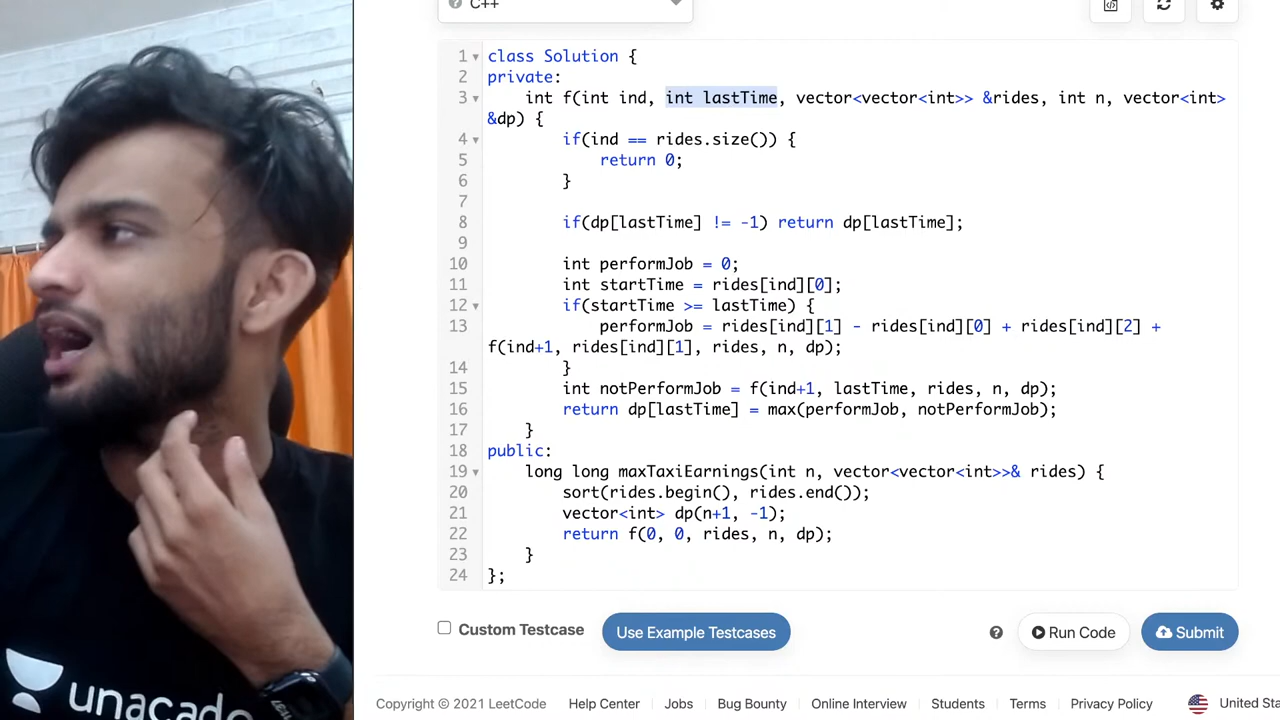 C++
1 class Solution {
2 private:
3 int f(int ind, int lastTime, vector<vector<int>> &rides, int n, vector<int>
&dp) {
4 if(ind == rides.size()) {
5 return 0;
6 }
7
8 if(dp[lastTime] != -1) return dp[lastTime];
9
10 int performJob = 0;
11 int startTime = rides[ind][0];
12 if(startTime >= lastTime) {
13 performJob = rides[ind][1] - rides[ind][0] + rides[ind][2] +
f(ind+1, rides[ind][1], rides, n, dp);
14 }
15 int notPerformJob = f(ind+1, lastTime, rides, n, dp);
16 return dp[lastTime] = max(performJob, notPerformJob);
17 }
18 public:
19 long long maxTaxiEarnings(int n, vector<vector<int>>& rides) {
20 sort(rides.begin(), rides.end());
21 vector<int> dp(n+1, -1);
22 return f(0, 0, rides, n, dp);
23 }
24 };
Custom Testcase Use Example Testcases Run Code Submit
Copyright © 2021 LeetCode Help Center Jobs Bug Bounty Online Interview Students Terms Privacy Policy United Sta
unacade